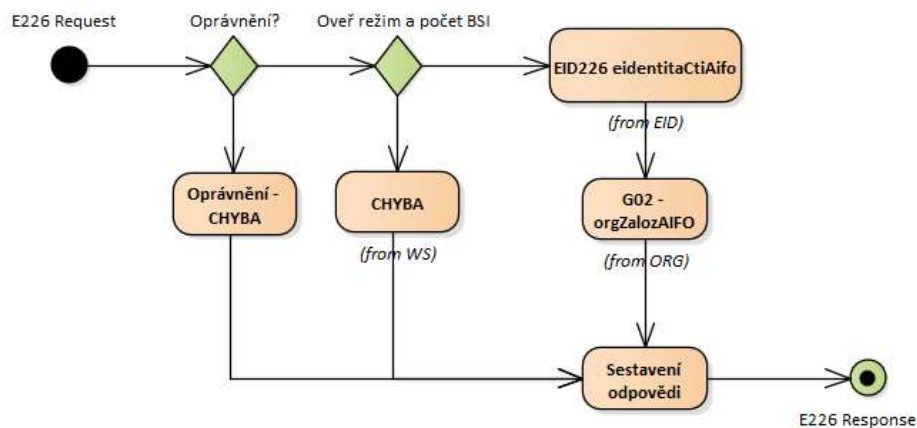 E226 Request
Oprávnění?
Oveř režim a počet BSI
EID226 eidentitaCtiAifo
(from EID)
Oprávnění -
CHYBA
CHYBA
(from WS)
G02 -
orgZalozAIFO
(from ORG)
Sestavení
odpovědi
E226 Response